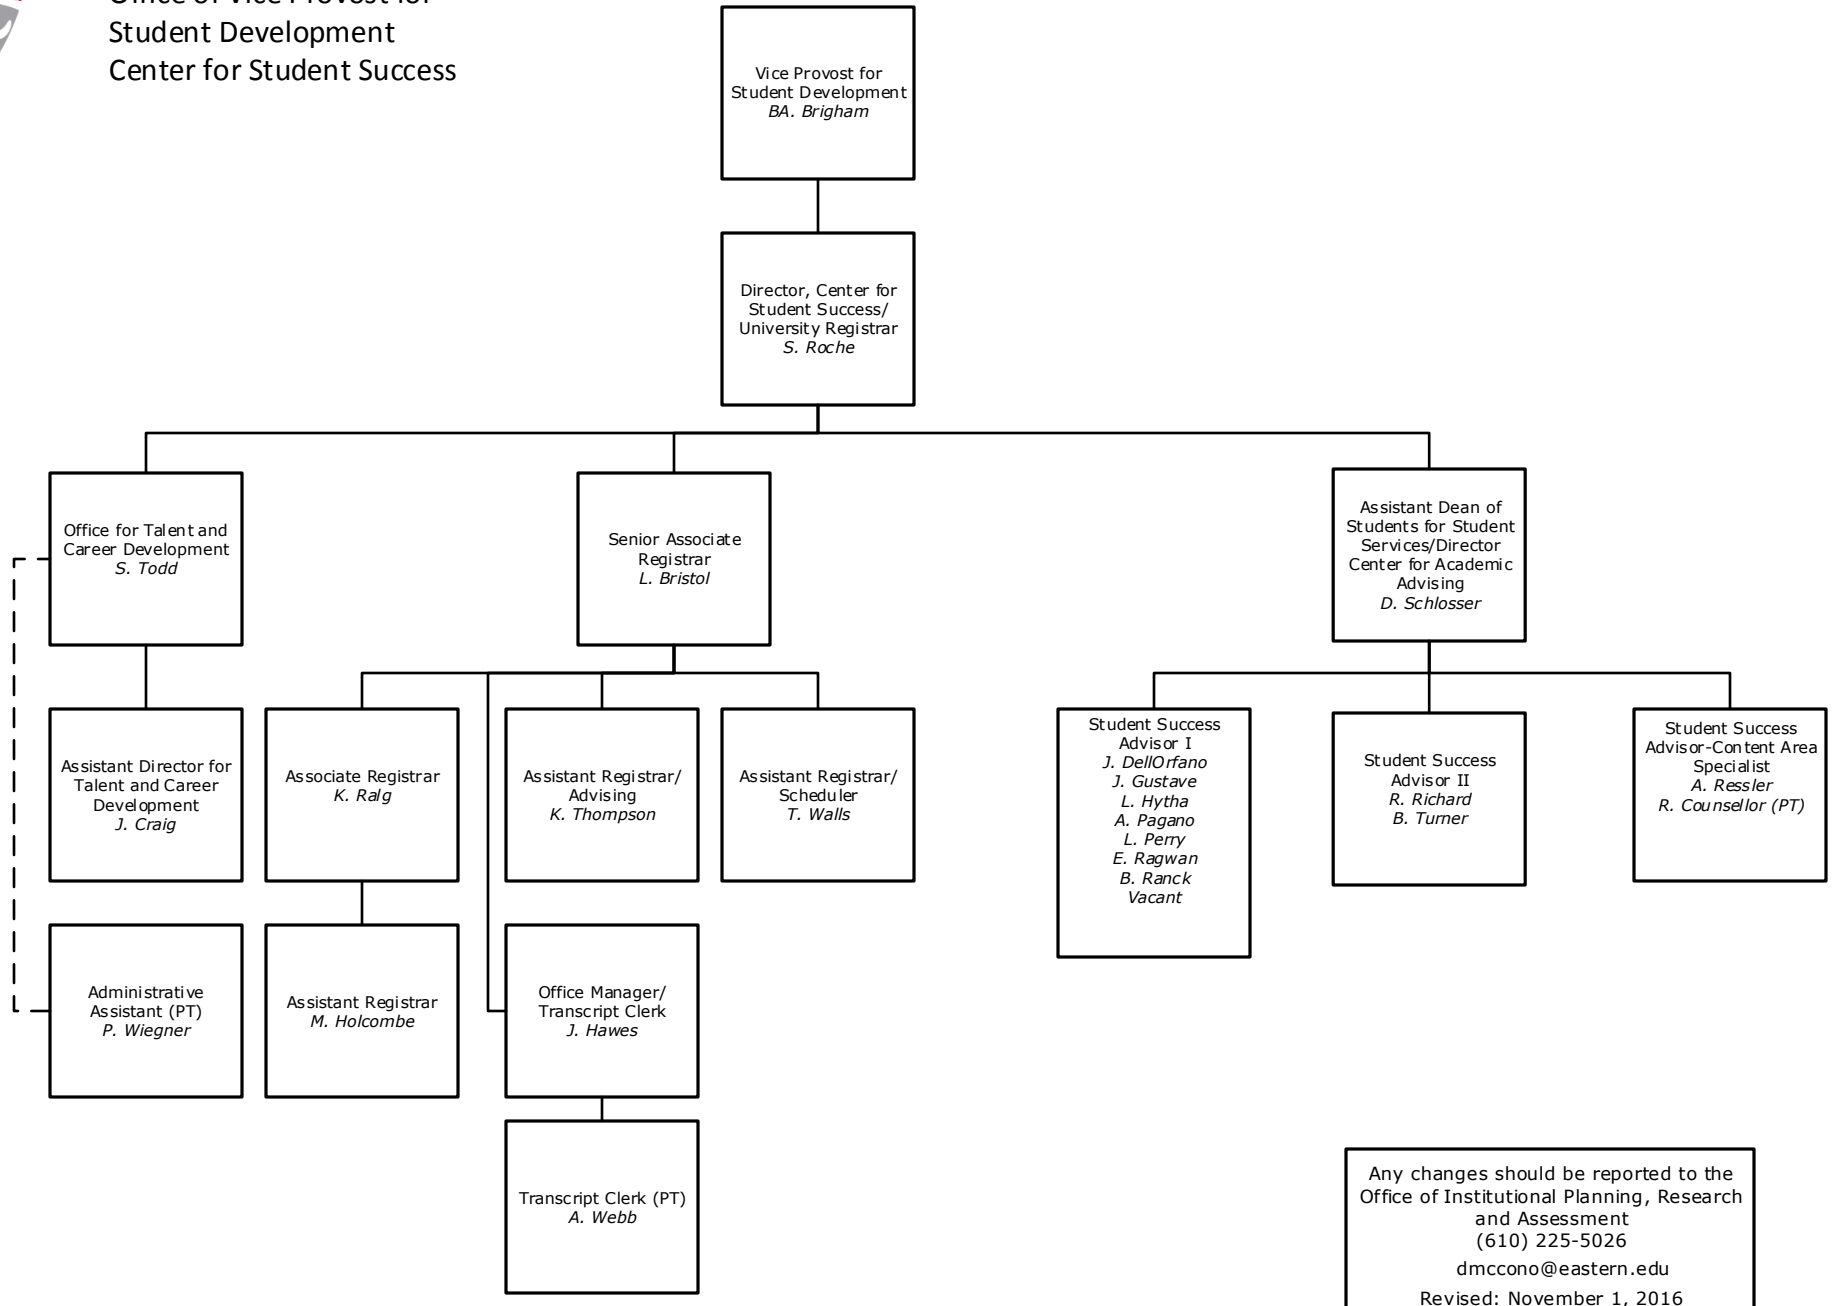 Office of Vice Provost for
Student Development
Center for Student Success
Vice Provost for
Student Development
BA. Brigham
Director, Center for
Student Success/
University Registrar
S. Roche
Office for Talent and
Career Development
S. Todd
Senior Associate
Registrar
L. Bristol
Assistant Dean of
Students for Student
Services/Director
Center for Academic
Advising
D. Schlosser
Assistant Director for
Talent and Career
Development
J. Craig
Associate Registrar
K. Ralg
Assistant Registrar/
Advising
K. Thompson
Assistant Registrar/
Scheduler
T. Walls
Student Success
Advisor I
J. DellOrfano
J. Gustave
L. Hytha
A. Pagano
L. Perry
E. Ragwan
B. Ranck
Vacant
Student Success
Advisor II
R. Richard
B. Turner
Student Success
Advisor-Content Area
Specialist
A. Ressler
R. Counsellor (PT)
Administrative
Assistant (PT)
P. Wiegner
Assistant Registrar
M. Holcombe
Office Manager/
Transcript Clerk
J. Hawes
Transcript Clerk (PT)
A. Webb
Any changes should be reported to the
Office of Institutional Planning, Research
and Assessment
(610) 225-5026
dmccono@eastern.edu
Revised: November 1, 2016